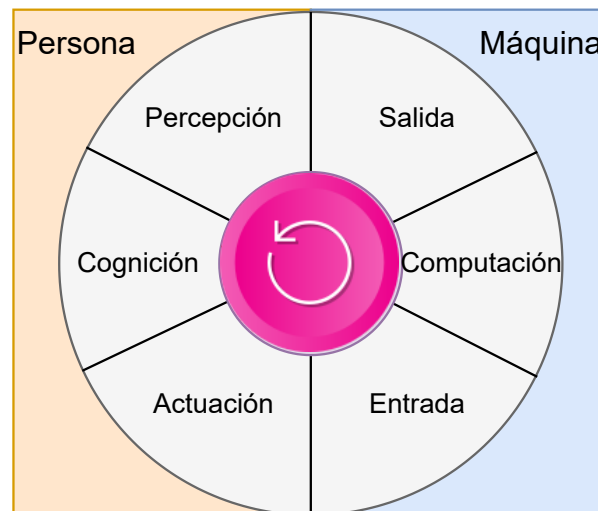 Persona
Máquina
Percepción
Salida
Cognición
Computación
Actuación
Entrada